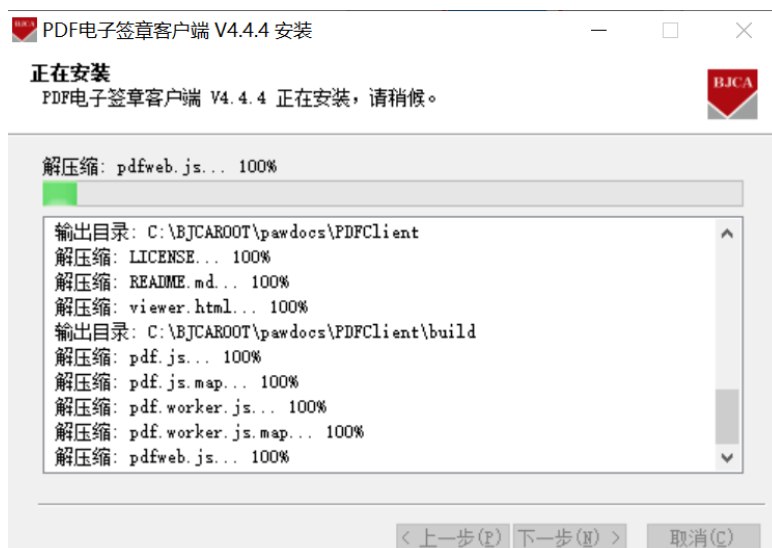 BJCA PDF电子签章客户端 V4.4.4 安装
正在安装
PDF电子签章客户端 V4.4.4 正在安装，请稍候。
BJCA
解压缩: pdfweb.js... 100%
输出目录: C:\BJCAROOT\pawdocs\PDFClient
解压缩: LICENSE... 100%
解压缩: README.md... 100%
解压缩: viewer.html... 100%
输出目录: C:\BJCAROOT\pawdocs\PDFClient\build
解压缩: pdf.js... 100%
解压缩: pdf.js.map... 100%
解压缩: pdf.worker.js... 100%
解压缩: pdf.worker.js.map... 100%
解压缩: pdfweb.js... 100%
< 上一步(P) 下一步(N) > 取消(C)